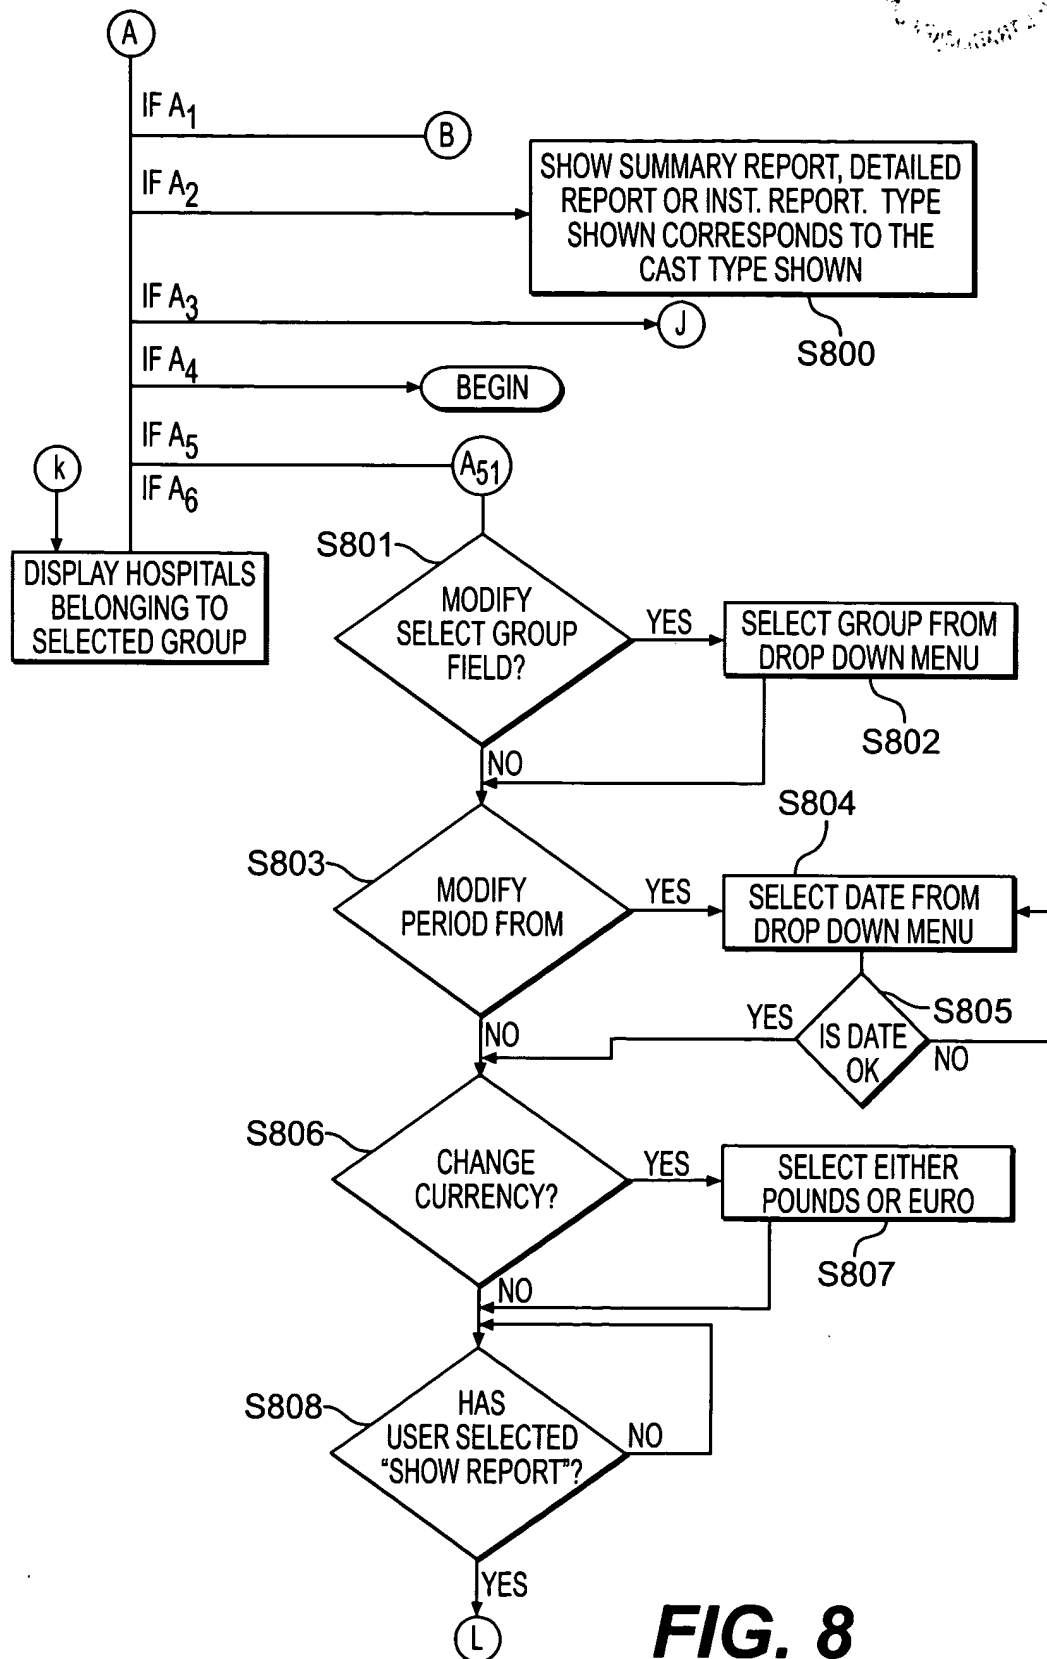 A
IF A1
B
IF A2
SHOW SUMMARY REPORT, DETAILED
REPORT OR INST. REPORT. TYPE
SHOWN CORRESPONDS TO THE
CAST TYPE SHOWN
S800
IF A3
J
IF A4
BEGIN
IF A5
A51
k
IF A6
DISPLAY HOSPITALS
BELONGING TO
SELECTED GROUP
S801
MODIFY
SELECT GROUP
FIELD?
YES
SELECT GROUP FROM
DROP DOWN MENU
S802
NO
S803
MODIFY
PERIOD FROM
YES
S804
SELECT DATE FROM
DROP DOWN MENU
S805
IS DATE
OK
YES
NO
NO
S806
CHANGE
CURRENCY?
YES
SELECT EITHER
POUNDS OR EURO
S807
NO
S808
HAS
USER SELECTED
“SHOW REPORT”?
NO
YES
L
FIG. 8